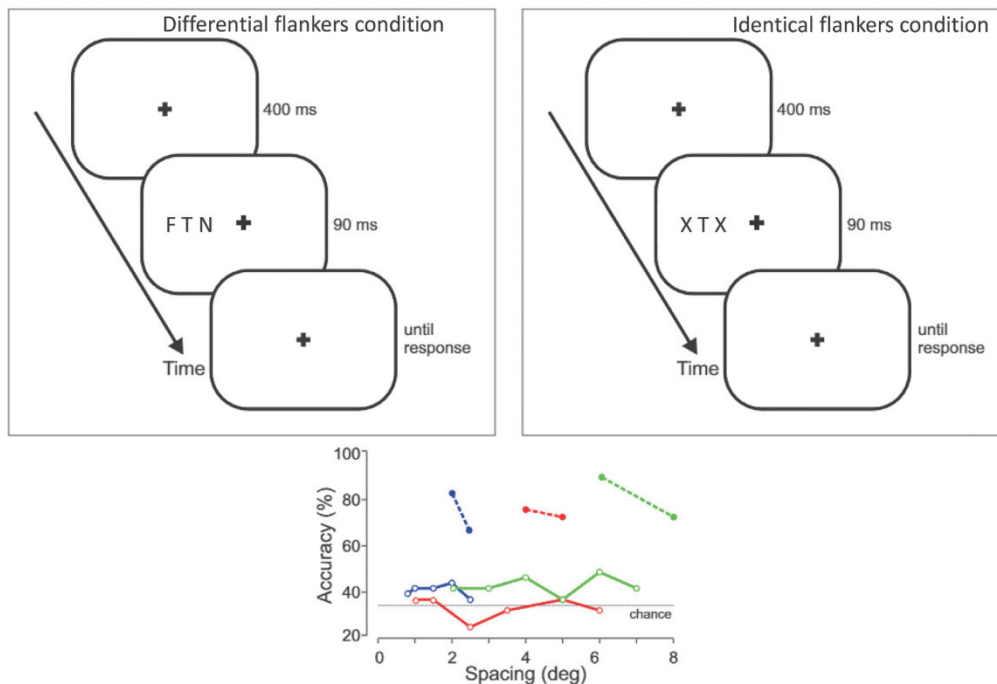 Differential flankers condition
400 ms
F T N
90 ms
until
response
Time
Identical flankers condition
400 ms
X T X
90 ms
until
response
Time
100
80
60
40
20
Accuracy (%)
chance
0 2 4 6 8
Spacing (deg)